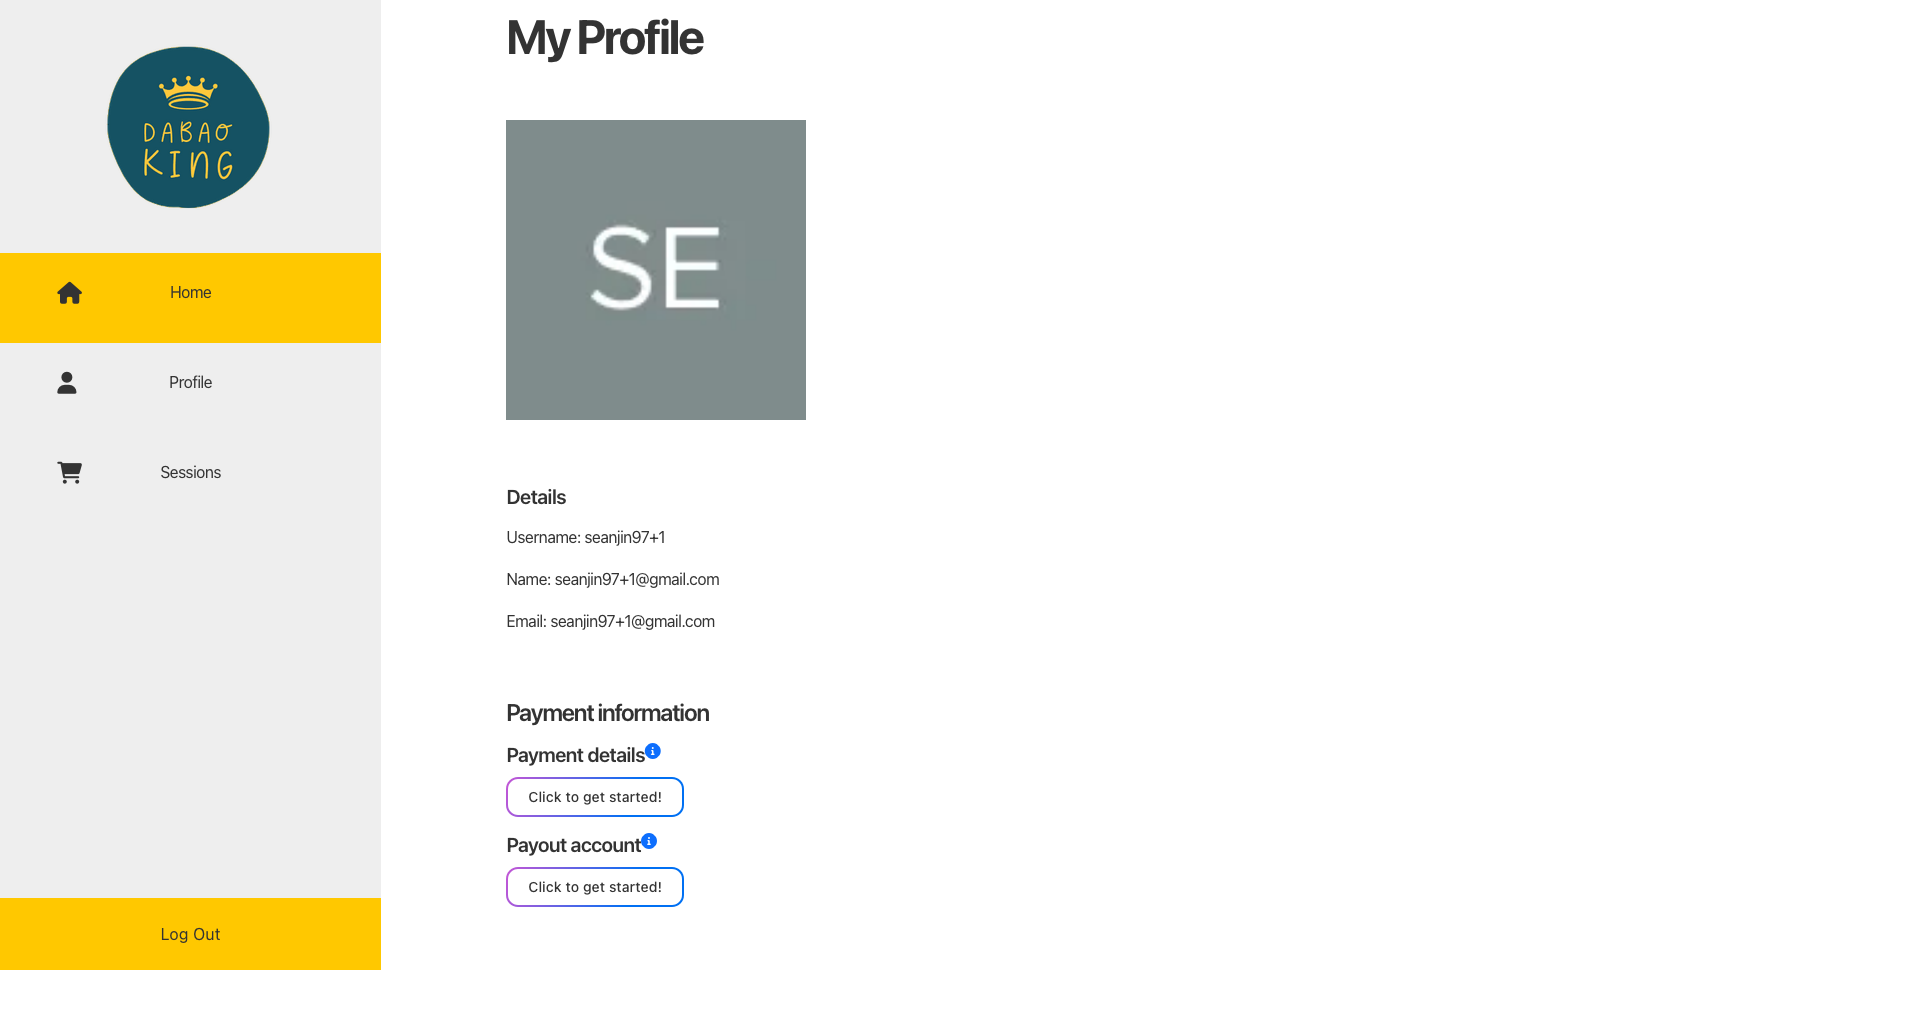 DABAO
KING
Home
Profile
Sessions
Log Out
My Profile
SE
Details
Username: seanjin97+1
Name: seanjin97+1@gmail.com
Email: seanjin97+1@gmail.com
Payment information
Payment details
Click to get started!
Payout account
Click to get started!